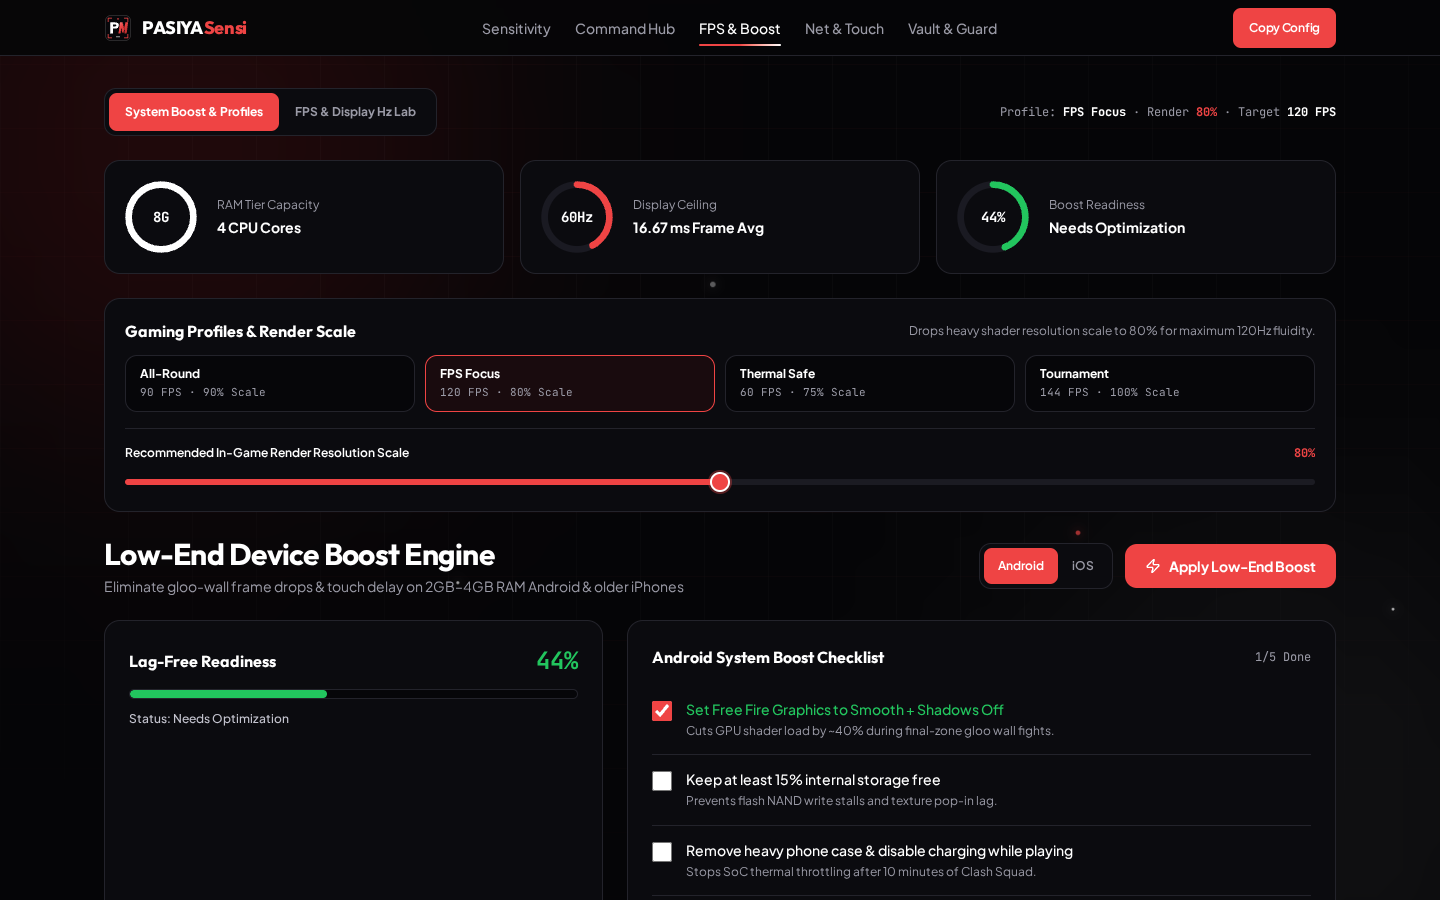 PN PASIYA Sensi
Sensitivity
Command Hub
FPS & Boost
Net & Touch
Vault & Guard
Copy Config
System Boost & Profiles
FPS & Display Hz Lab
Profile: FPS Focus · Render 80% · Target 120 FPS
8G
RAM Tier Capacity
4 CPU Cores
60Hz
Display Ceiling
16.67 ms Frame Avg
44%
Boost Readiness
Needs Optimization
Gaming Profiles & Render Scale
Drops heavy shader resolution scale to 80% for maximum 120Hz fluidity.
All-Round
90 FPS · 90% Scale
FPS Focus
120 FPS · 80% Scale
Thermal Safe
60 FPS · 75% Scale
Tournament
144 FPS · 100% Scale
Recommended In-Game Render Resolution Scale
80%
Low-End Device Boost Engine
Eliminate gloo-wall frame drops & touch delay on 2GB–4GB RAM Android & older iPhones
Android
iOS
Apply Low-End Boost
Lag-Free Readiness
44%
Status: Needs Optimization
Android System Boost Checklist
1/5 Done
Set Free Fire Graphics to Smooth + Shadows Off
Cuts GPU shader load by ~40% during final-zone gloo wall fights.
Keep at least 15% internal storage free
Prevents flash NAND write stalls and texture pop-in lag.
Remove heavy phone case & disable charging while playing
Stops SoC thermal throttling after 10 minutes of Clash Squad.